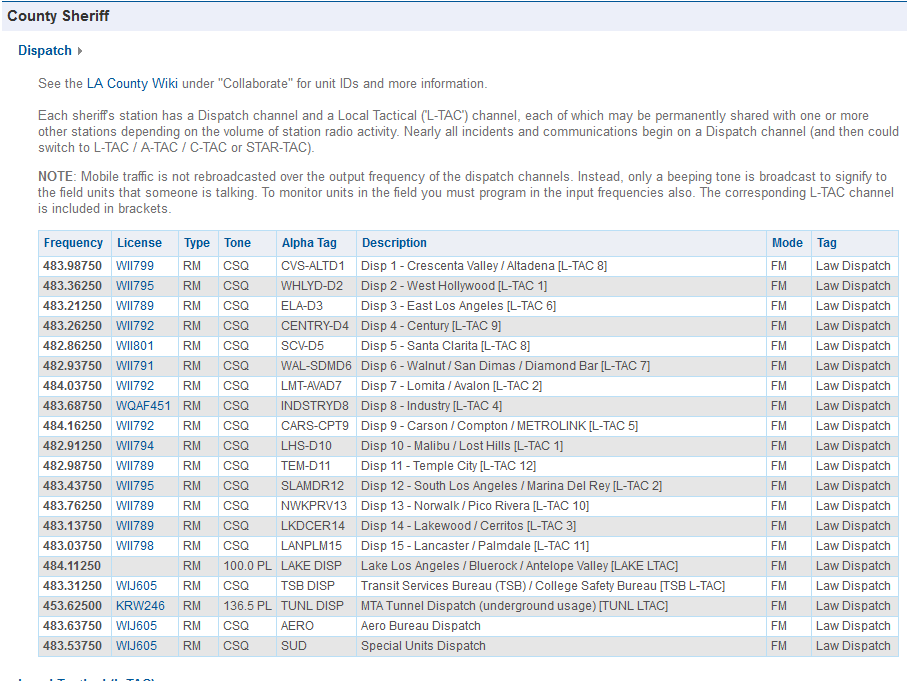 County Sheriff
Dispatch
See the LA County Wiki under "Collaborate" for unit IDs and more information.
Each sheriff's station has a Dispatch channel and a Local Tactical ('L-TAC') channel, each of which may be permanently shared with one or more
other stations depending on the volume of station radio activity. Nearly all incidents and communications begin on a Dispatch channel (and then could
switch to L-TAC / A-TAC / C-TAC or STAR-TAC).
NOTE: Mobile traffic is not rebroadcasted over the output frequency of the dispatch channels. Instead, only a beeping tone is broadcast to signify to
the field units that someone is talking. To monitor units in the field you must program in the input frequencies also. The corresponding L-TAC channel
is included in brackets.
Frequency License Type Tone Alpha Tag Description Mode Tag
483.98750 WII799 RM CSQ CVS-ALTD1 Disp 1 - Crescenta Valley / Altadena [L-TAC 8] FM Law Dispatch
483.36250 WII795 RM CSQ WHLYD-D2 Disp 2 - West Hollywood [L-TAC 1] FM Law Dispatch
483.21250 WII789 RM CSQ ELA-D3 Disp 3 - East Los Angeles [L-TAC 6] FM Law Dispatch
483.26250 WII792 RM CSQ CENTRY-D4 Disp 4 - Century [L-TAC 9] FM Law Dispatch
482.86250 WII801 RM CSQ SCV-D5 Disp 5 - Santa Clarita [L-TAC 8] FM Law Dispatch
482.93750 WII791 RM CSQ WAL-SDMD6 Disp 6 - Walnut / San Dimas / Diamond Bar [L-TAC 7] FM Law Dispatch
484.03750 WII792 RM CSQ LMT-AVAD7 Disp 7 - Lomita / Avalon [L-TAC 2] FM Law Dispatch
483.68750 WQAF451 RM CSQ INDSTRYD8 Disp 8 - Industry [L-TAC 4] FM Law Dispatch
484.16250 WII792 RM CSQ CARS-CPT9 Disp 9 - Carson / Compton / METROLINK [L-TAC 5] FM Law Dispatch
482.91250 WII794 RM CSQ LHS-D10 Disp 10 - Malibu / Lost Hills [L-TAC 1] FM Law Dispatch
482.98750 WII789 RM CSQ TEM-D11 Disp 11 - Temple City [L-TAC 12] FM Law Dispatch
483.43750 WII795 RM CSQ SLAMDR12 Disp 12 - South Los Angeles / Marina Del Rey [L-TAC 2] FM Law Dispatch
483.76250 WII789 RM CSQ NWKPRV13 Disp 13 - Norwalk / Pico Rivera [L-TAC 10] FM Law Dispatch
483.13750 WII789 RM CSQ LKDCER14 Disp 14 - Lakewood / Cerritos [L-TAC 3] FM Law Dispatch
483.03750 WII798 RM CSQ LANPLM15 Disp 15 - Lancaster / Palmdale [L-TAC 11] FM Law Dispatch
484.11250 RM 100.0 PL LAKE DISP Lake Los Angeles / Bluerock / Antelope Valley [LAKE LTAC] FM Law Dispatch
483.31250 WIJ605 RM CSQ TSB DISP Transit Services Bureau (TSB) / College Safety Bureau [TSB L-TAC] FM Law Dispatch
453.62500 KRW246 RM 136.5 PL TUNL DISP MTA Tunnel Dispatch (underground usage) [TUNL LTAC] FM Law Dispatch
483.63750 WIJ605 RM CSQ AERO Aero Bureau Dispatch FM Law Dispatch
483.53750 WIJ605 RM CSQ SUD Special Units Dispatch FM Law Dispatch